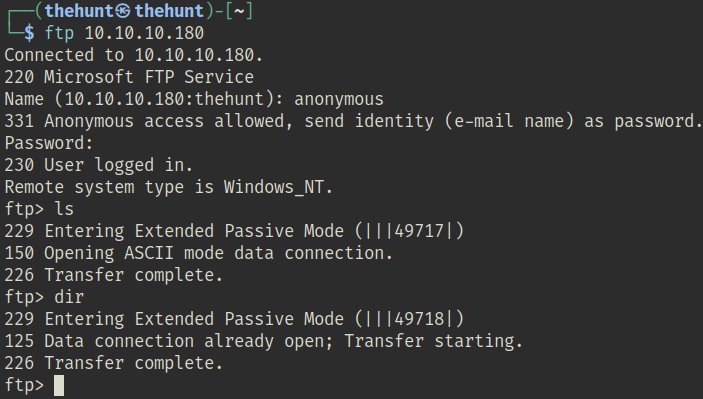 ┌──(thehunt㉿thehunt)-[~]
└─$ ftp 10.10.10.180
Connected to 10.10.10.180.
220 Microsoft FTP Service
Name (10.10.10.180:thehunt): anonymous
331 Anonymous access allowed, send identity (e-mail name) as password.
Password:
230 User logged in.
Remote system type is Windows_NT.
ftp> ls
229 Entering Extended Passive Mode (|||49717|)
150 Opening ASCII mode data connection.
226 Transfer complete.
ftp> dir
229 Entering Extended Passive Mode (|||49718|)
125 Data connection already open; Transfer starting.
226 Transfer complete.
ftp>